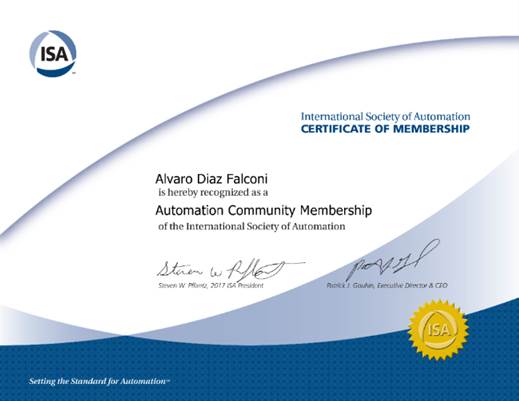 ISA
International Society of Automation
CERTIFICATE OF MEMBERSHIP
Alvaro Diaz Falconi
is hereby recognized as a
Automation Community Membership
of the International Society of Automation
Steven W Pflantz
Steven W. Pflantz, 2017 ISA President
Patrick J. Gouhin, Executive Director & CEO
ISA
Setting the Standard for Automation™